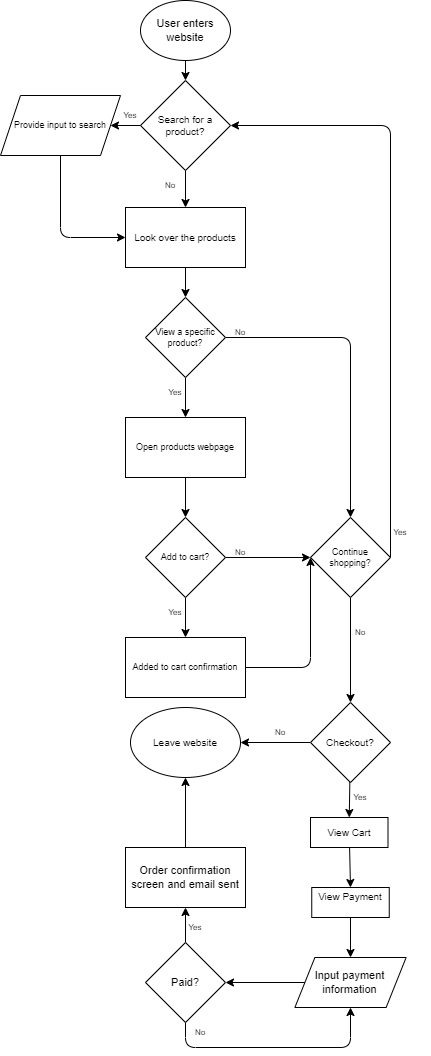 User enters
website
Search for a
product?
Yes
Provide input to search
No
Look over the products
View a specific
product?
No
Yes
Open products webpage
Add to cart?
No
Continue
shopping?
Yes
Yes
Added to cart confirmation
No
Leave website
No
Checkout?
Yes
View Cart
Order confirmation
screen and email sent
View Payment
Yes
Paid?
Input payment
information
No